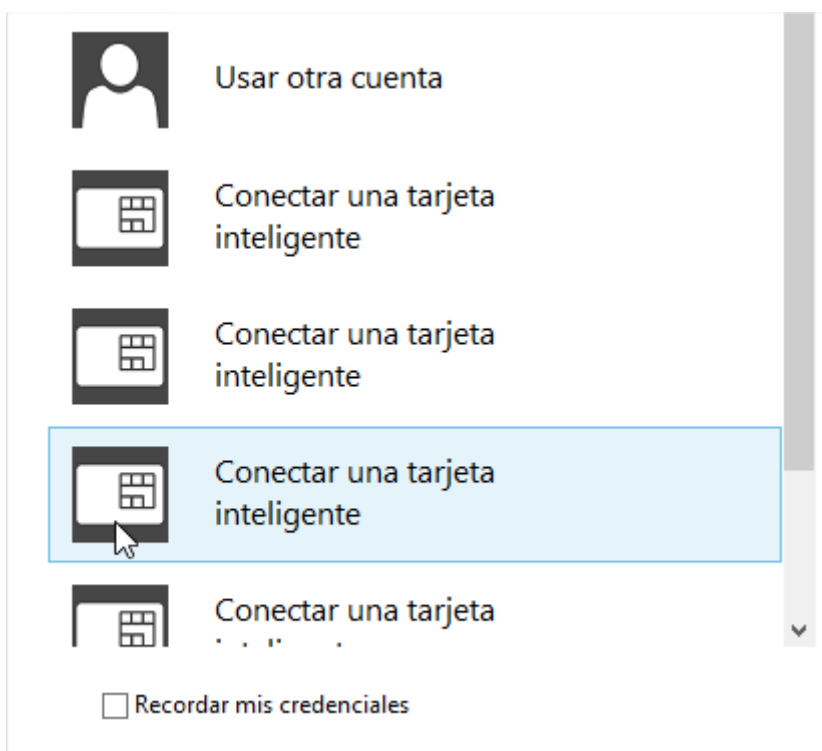 Usar otra cuenta
Conectar una tarjeta
inteligente
Conectar una tarjeta
inteligente
Conectar una tarjeta
inteligente
Conectar una tarjeta
Recordar mis credenciales